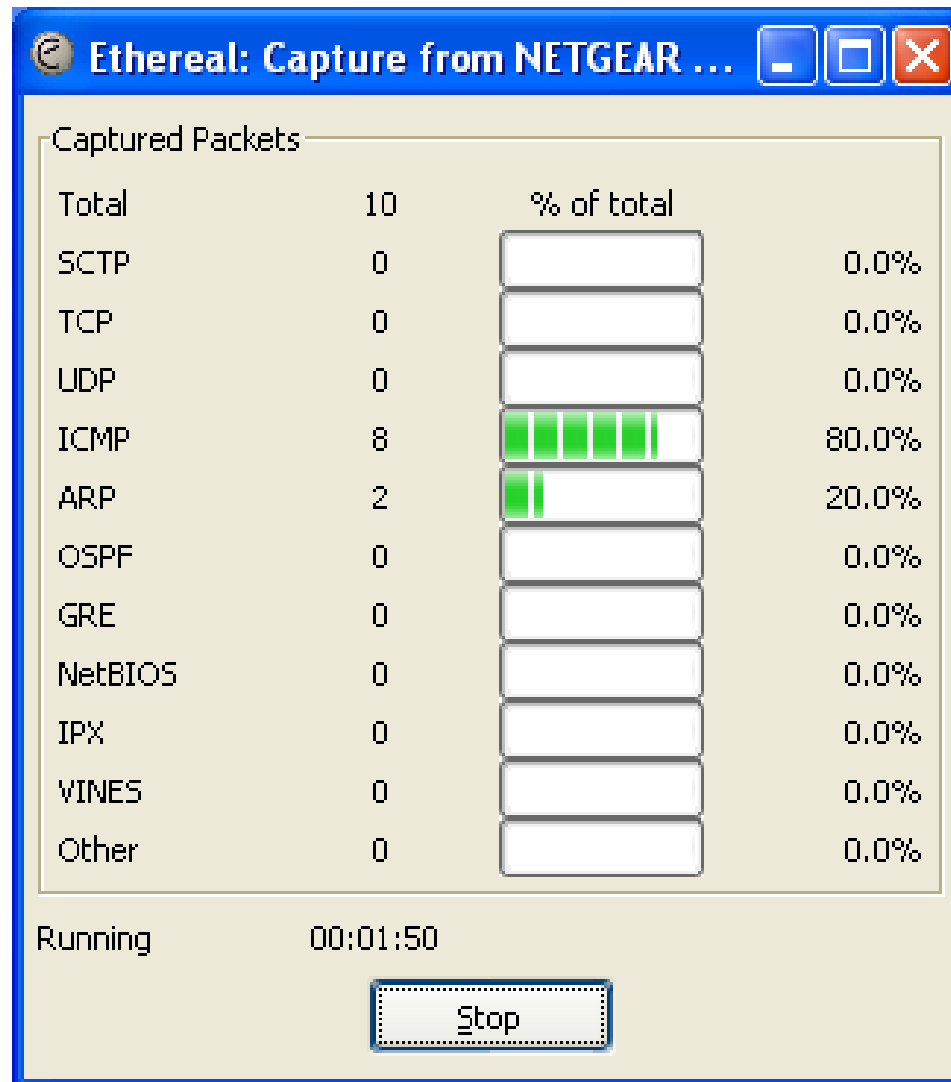 Ethereal: Capture from NETGEAR ...
Captured Packets
Total 10 % of total
SCTP 0 0.0%
TCP 0 0.0%
UDP 0 0.0%
ICMP 8 80.0%
ARP 2 20.0%
OSPF 0 0.0%
GRE 0 0.0%
NetBIOS 0 0.0%
IPX 0 0.0%
VINES 0 0.0%
Other 0 0.0%
Running 00:01:50
Stop